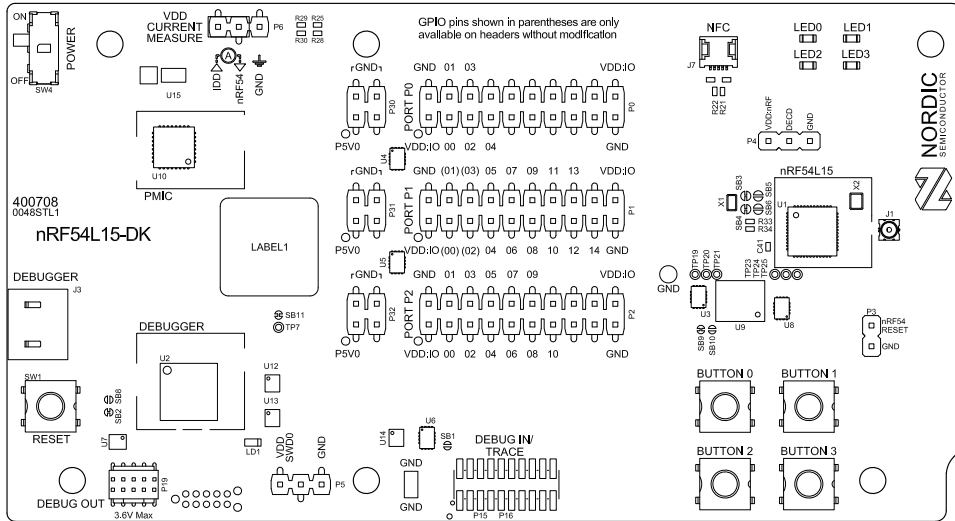 ON
OFF
SW4
POWER
VDD
CURRENT
MEASURE
P6
R29
R30
R25
R28
A
IDD
nRF54
GND
U15
GPIO pins shown in parentheses are only
available on headers without modification
NFC
J7
R22
R21
LED0
LED1
LED2
LED3
NORDIC
SEMICONDUCTOR
GND
P30
P5V0
GND 01 03 VDD:IO
PORT P0
P0
VDD:IO 00 02 04 GND
U4
P4
VDD:nRF
DECD
GND
U10
PMIC
400708
0048STL1
nRF54L15-DK
LABEL1
GND
P31
GND (01) (03) 05 07 09 11 13 VDD:IO
PORT P1
P1
VDD:IO (00) (02) 04 06 08 10 12 14 GND
U5
nRF54L15
SB3
SB5
X1
SB4
SB6
U1
X2
R33
R34
C41
J1
TP19
TP20
TP21
TP23
TP24
TP25
GND
U3
U9
U8
SB9
SB10
P3
nRF54
RESET
GND
DEBUGGER
J3
GND
P32
P5V0
GND 01 03 05 07 09 VDD:IO
PORT P2
P2
VDD:IO 00 02 04 06 08 10 GND
SB11
TP7
DEBUGGER
U2
U12
U13
SW1
RESET
SB8
SB2
U7
LD1
VDD
SWD0
GND
P5
U14
U6
SB1
GND
GND
DEBUG IN/
TRACE
P15 P16
BUTTON 0
BUTTON 1
BUTTON 2
BUTTON 3
DEBUG OUT
P19
3.6V Max